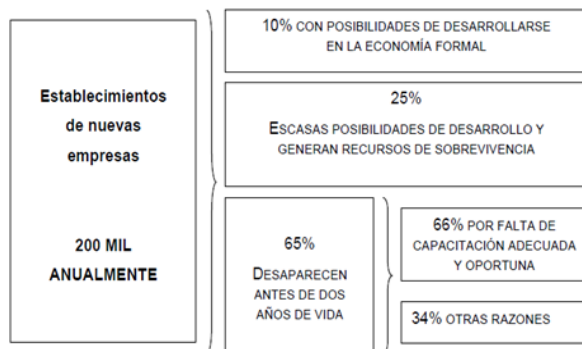 Establecimientos
de nuevas
empresas
200 MIL
ANUALMENTE
10% CON POSIBILIDADES DE DESARROLLARSE
EN LA ECONOMÍA FORMAL
25%
ESCASAS POSIBILIDADES DE DESARROLLO Y
GENERAN RECURSOS DE SOBREVIVENCIA
65%
DESAPARECEN
ANTES DE DOS
AÑOS DE VIDA
66% POR FALTA DE
CAPACITACIÓN ADECUADA
Y OPORTUNA
34% OTRAS RAZONES